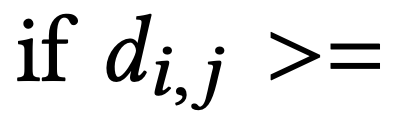 if d_{i,j} >=